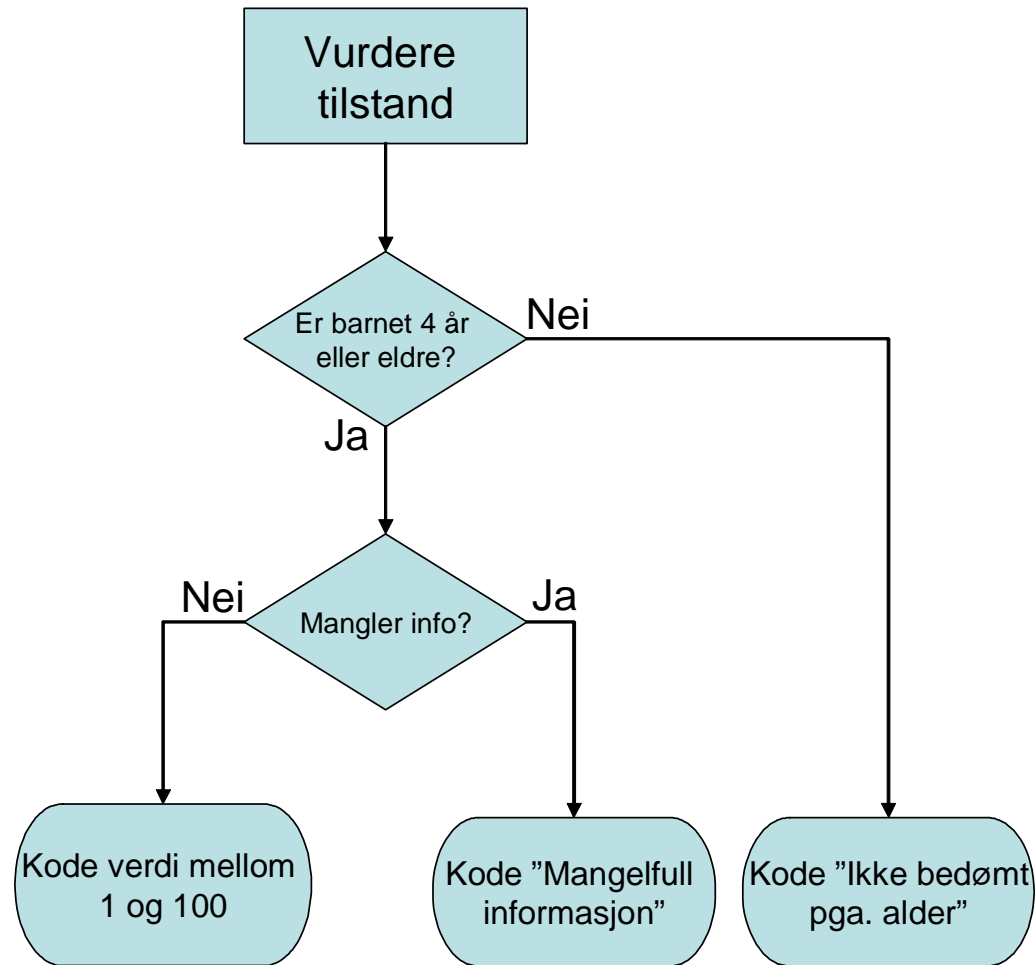 Vurdere
tilstand
Er barnet 4 år
eller eldre?
Nei
Ja
Mangler info?
Nei
Ja
Kode verdi mellom
1 og 100
Kode ”Mangelfull
informasjon”
Kode ”Ikke bedømt
pga. alder”